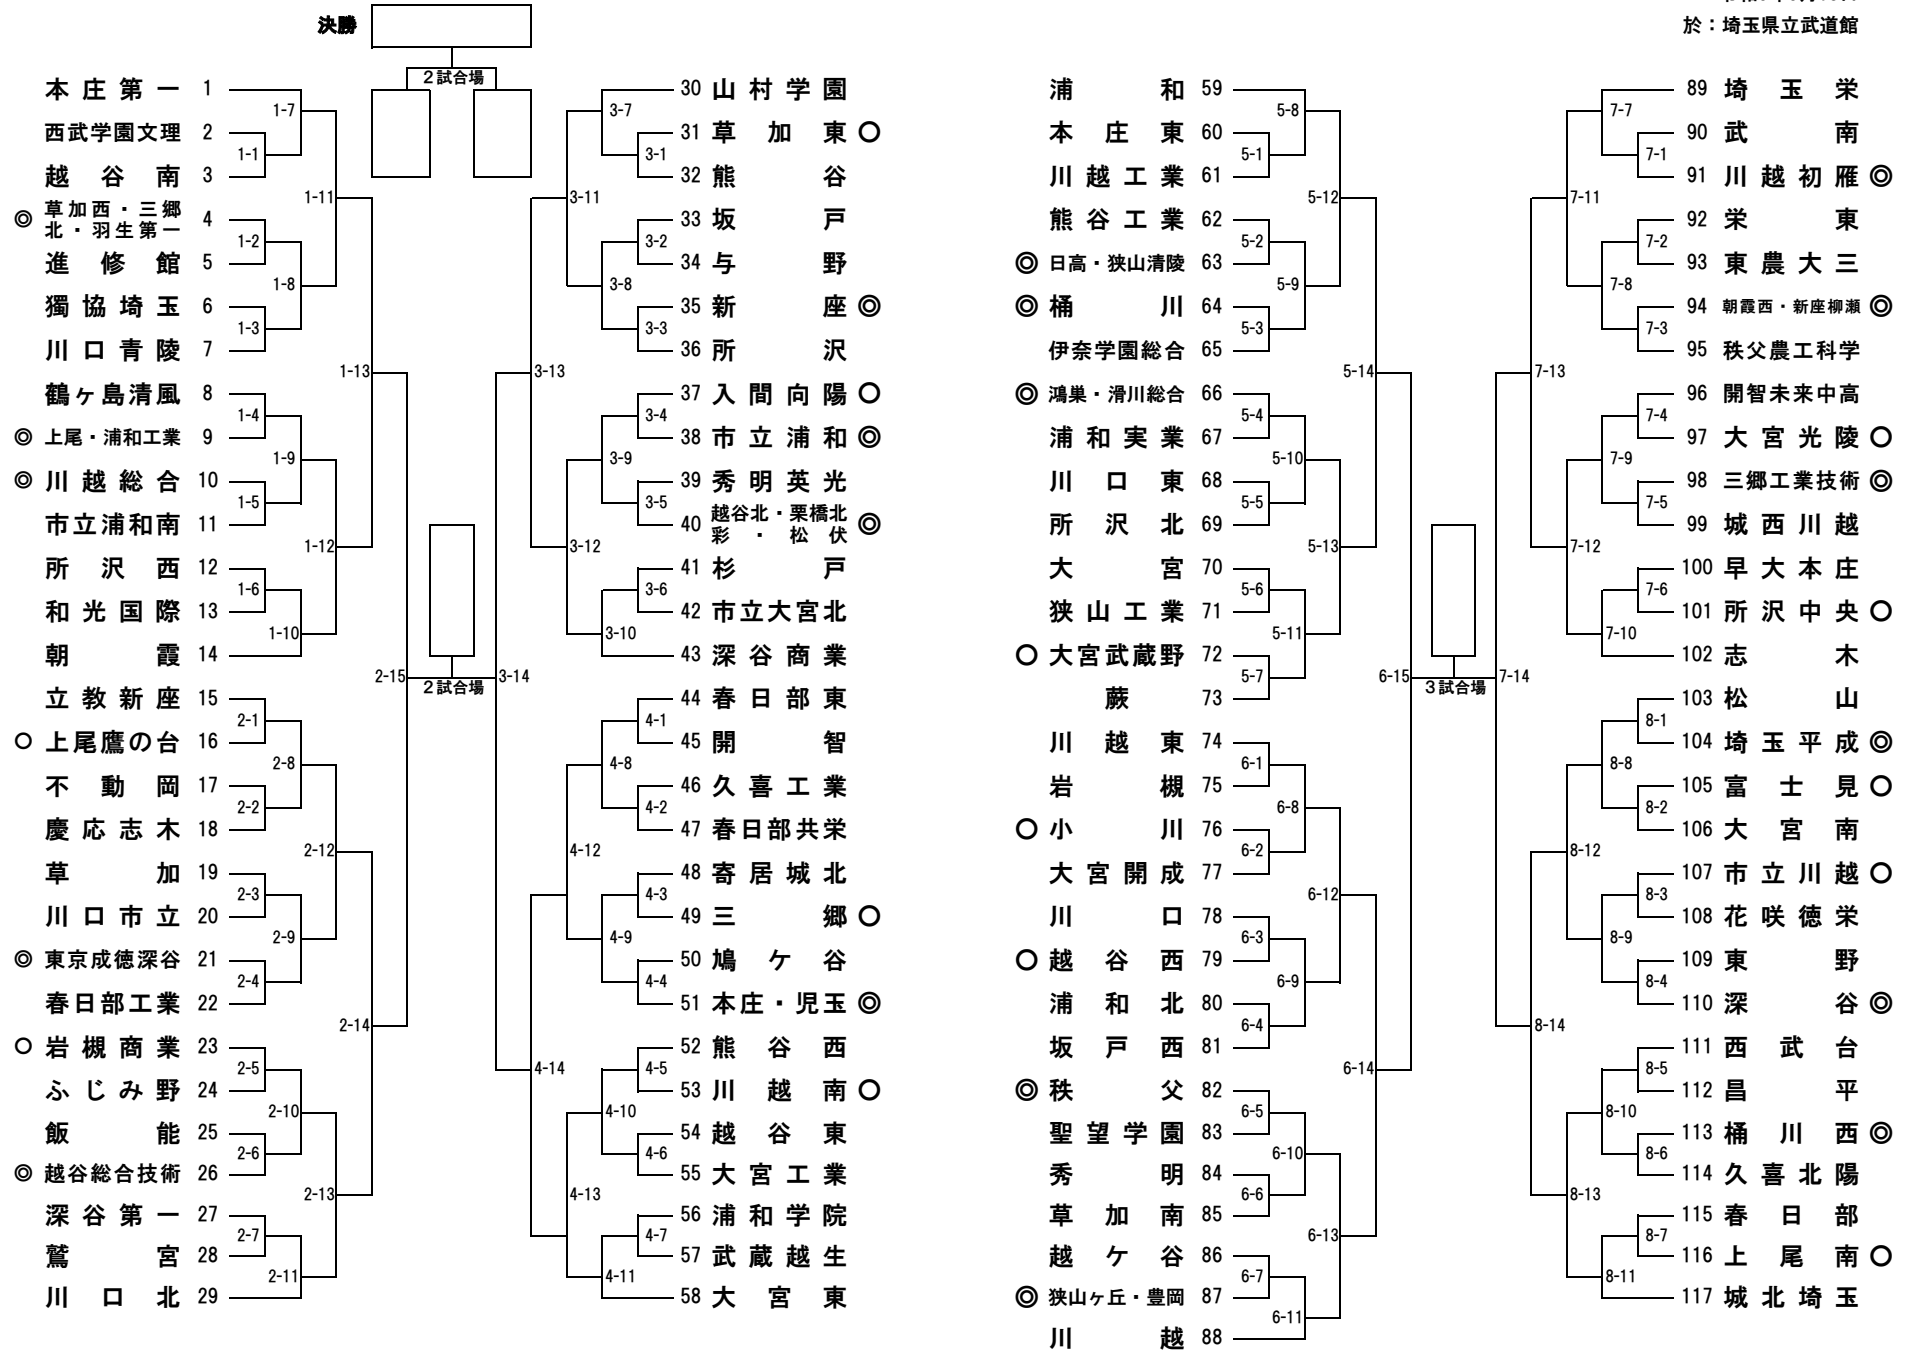 決勝
於：埼玉県立武道館
2試合場
本庄第一 1
西武学園文理 2
越谷南 3
◎ 草加西・三郷
北・羽生第一 4
進修館 5
獨協埼玉 6
川口青陵 7
鶴ヶ島清風 8
◎ 上尾・浦和工業 9
◎ 川越総合 10
市立浦和南 11
所沢西 12
和光国際 13
朝霞 14
立教新座 15
○ 上尾鷹の台 16
不動岡 17
慶応志木 18
草加 19
川口市立 20
◎ 東京成徳深谷 21
春日部工業 22
○ 岩槻商業 23
ふじみ野 24
飯能 25
◎ 越谷総合技術 26
深谷第一 27
鷲宮 28
川口北 29
1-7
1-1
1-11
1-2
1-8
1-3
1-13
1-4
1-9
1-5
1-12
1-6
1-10
2-15
2-1
2-8
2-2
2-12
2-3
2-9
2-4
2-14
2-5
2-10
2-6
2-13
2-7
2-11
2試合場
30 山村学園
31 草加東 ○
32 熊谷
33 坂戸
34 与野
35 新座 ◎
36 所沢
37 入間向陽 ○
38 市立浦和 ◎
39 秀明英光
40 越谷北・栗橋北
彩・松伏 ◎
41 杉戸
42 市立大宮北
43 深谷商業
44 春日部東
45 開智
46 久喜工業
47 春日部共栄
48 寄居城北
49 三郷 ○
50 鳩ケ谷
51 本庄・児玉 ◎
52 熊谷西
53 川越南 ○
54 越谷東
55 大宮工業
56 浦和学院
57 武蔵越生
58 大宮東
3-7
3-1
3-11
3-2
3-8
3-3
3-13
3-4
3-9
3-5
3-12
3-6
3-10
3-14
4-1
4-8
4-2
4-12
4-3
4-9
4-4
4-14
4-5
4-10
4-6
4-13
4-7
4-11
浦和 59
本庄東 60
川越工業 61
熊谷工業 62
◎ 日高・狭山清陵 63
◎ 桶川 64
伊奈学園総合 65
◎ 鴻巣・滑川総合 66
浦和実業 67
川口東 68
所沢北 69
大宮 70
狭山工業 71
○ 大宮武蔵野 72
蕨 73
川越東 74
岩槻 75
○ 小川 76
大宮開成 77
川口 78
○ 越谷西 79
浦和北 80
坂戸西 81
◎ 秩父 82
聖望学園 83
秀明 84
草加南 85
越ケ谷 86
◎ 狭山ヶ丘・豊岡 87
川越 88
5-8
5-1
5-12
5-2
5-9
5-3
5-14
5-4
5-10
5-5
5-13
5-6
5-11
5-7
6-15
6-1
6-8
6-2
6-12
6-3
6-9
6-4
6-14
6-5
6-10
6-6
6-13
6-7
6-11
3試合場
89 埼玉栄
90 武南
91 川越初雁 ◎
92 栄東
93 東農大三
94 朝霞西・新座柳瀬 ◎
95 秩父農工科学
96 開智未来中高
97 大宮光陵 ○
98 三郷工業技術 ◎
99 城西川越
100 早大本庄
101 所沢中央 ○
102 志木
103 松山
104 埼玉平成 ◎
105 富士見 ○
106 大宮南
107 市立川越 ○
108 花咲徳栄
109 東野
110 深谷 ◎
111 西武台
112 昌平
113 桶川西 ◎
114 久喜北陽
115 春日部
116 上尾南 ○
117 城北埼玉
7-7
7-1
7-11
7-2
7-8
7-3
7-13
7-4
7-9
7-5
7-12
7-6
7-10
7-14
8-1
8-8
8-2
8-12
8-3
8-9
8-4
8-14
8-5
8-10
8-6
8-13
8-7
8-11